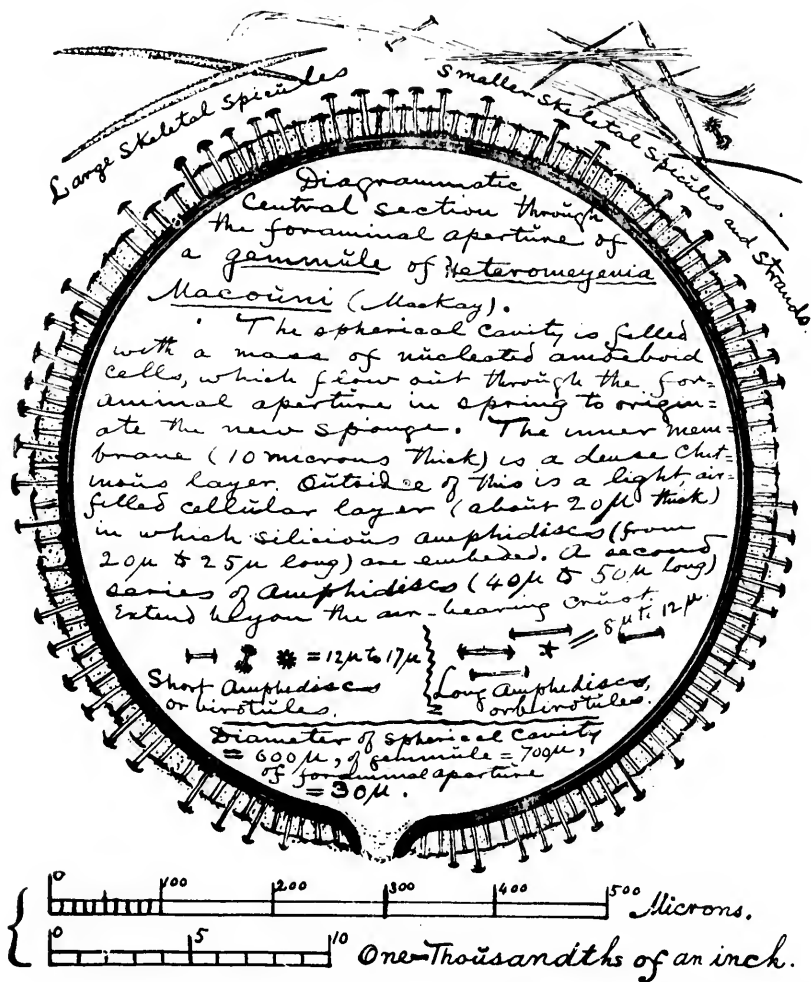 Large Skeletal Spicules
Smaller Skeletal Spicules and Strands.
Diagrammatic
Central section through
the foraminal aperture of
a gemmule of Heteromeyenia
Macouni (MacKay).
The spherical cavity is filled
with a mass of nucleated amoeboid
cells, which flow out through the for=
aminal aperture in spring to origin=
ate the new sponge. The inner mem=
brane (10 microns thick) is a dense chit=
inous layer. Outside of this is a light, air=
filled cellular layer (about 20µ thick)
in which silicious amphidiscs (from
20µ to 25µ long) are embeded. A second
series of Amphidiscs (40µ to 50µ long)
Extend beyon the air-bearing crust.
= 12µ to 17µ
= 8µ to 12µ.
Short Amphediscs
or birotules.
Long Amphediscs,
or birotules.
Diameter of spherical cavity
= 600µ, of gemmule = 700µ,
of foraminal aperture
= 30µ.
0 100 200 300 400 500 Microns.
0 5 10 One-Thousandths of an inch.